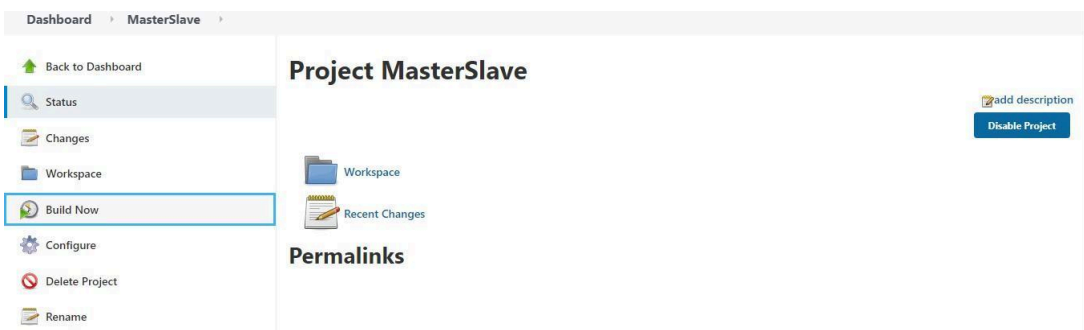 Dashboard MasterSlave
Back to Dashboard
Status
Changes
Workspace
Build Now
Configure
Delete Project
Rename
Project MasterSlave
add description
Disable Project
Workspace
Recent Changes
Permalinks